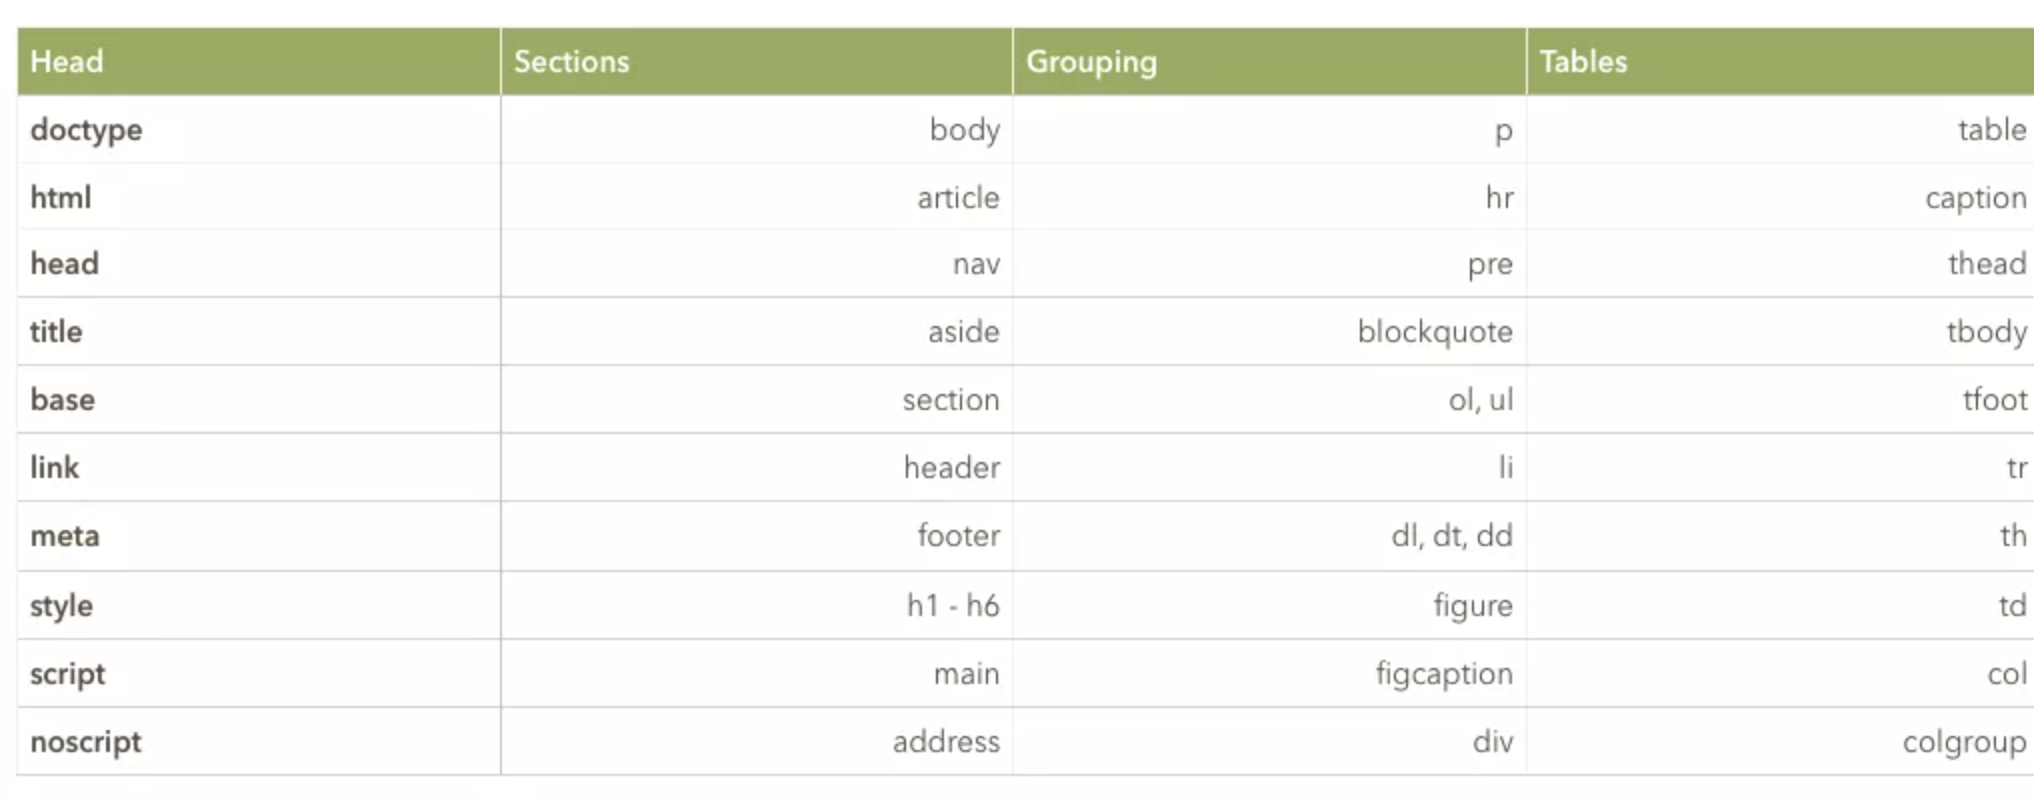 Head Sections Grouping Tables
doctype body p table
html article hr caption
head nav pre thead
title aside blockquote tbody
base section ol, ul tfoot
link header li tr
meta footer dl, dt, dd th
style h1 - h6 figure td
script main figcaption col
noscript address div colgroup